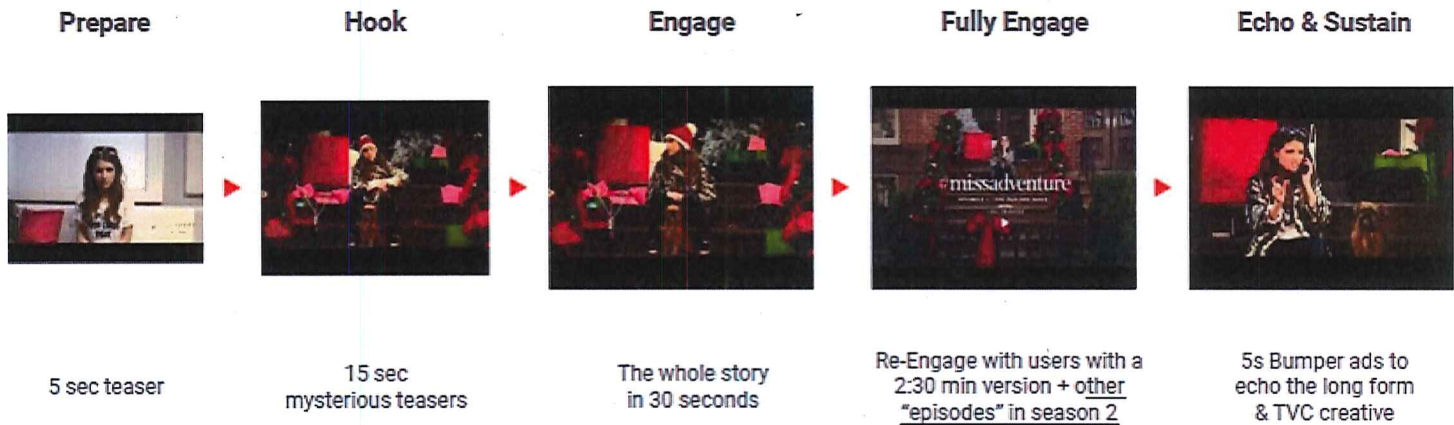 Prepare
Hook
Engage
Fully Engage
Echo & Sustain
#missadventure
5 sec teaser
15 sec
mysterious teasers
The whole story
in 30 seconds
Re-Engage with users with a
2:30 min version + other
"episodes" in season 2
5s Bumper ads to
echo the long form
& TVC creative